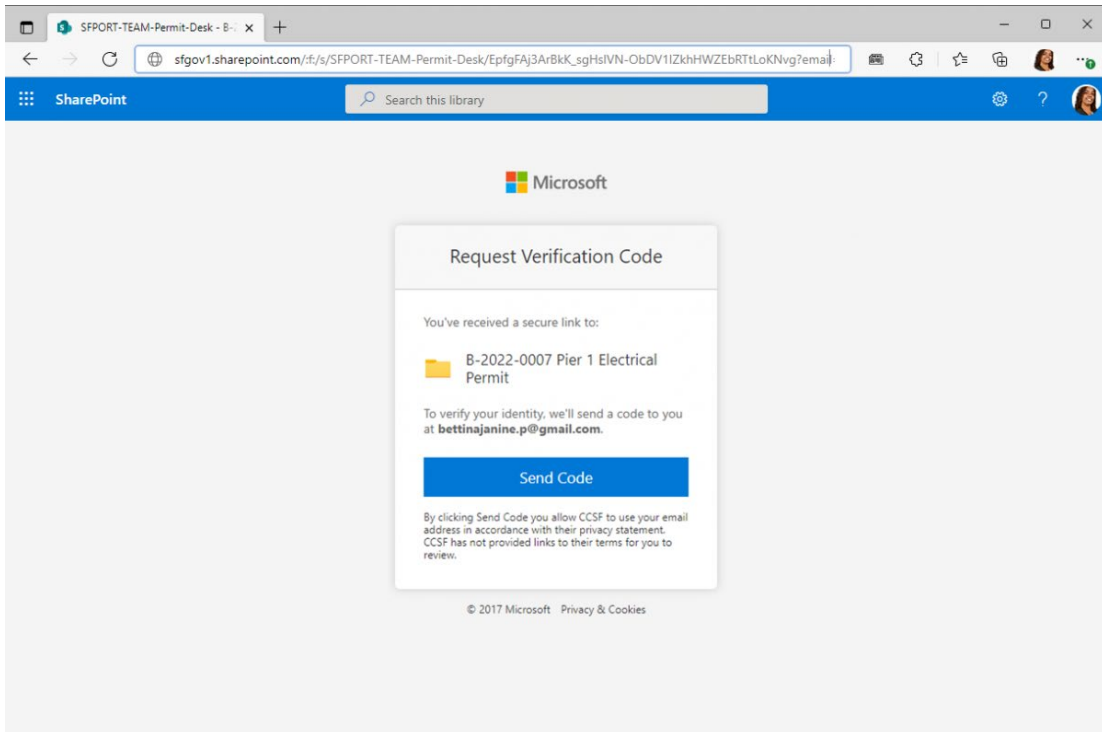 SFPORT-TEAM-Permit-Desk - B-
sfgov1.sharepoint.com/:f:/s/SFPORT-TEAM-Permit-Desk/EpfgFAj3ArBkK_sgHsIVN-ObDV1IZkhHWZEbRTtLoKNvg?email=
SharePoint
Search this library
?
Microsoft
Request Verification Code
You've received a secure link to:
B-2022-0007 Pier 1 Electrical
Permit
To verify your identity, we'll send a code to you
at bettinajanine.p@gmail.com.
Send Code
By clicking Send Code you allow CCSF to use your email
address in accordance with their privacy statement.
CCSF has not provided links to their terms for you to
review.
© 2017 Microsoft Privacy & Cookies